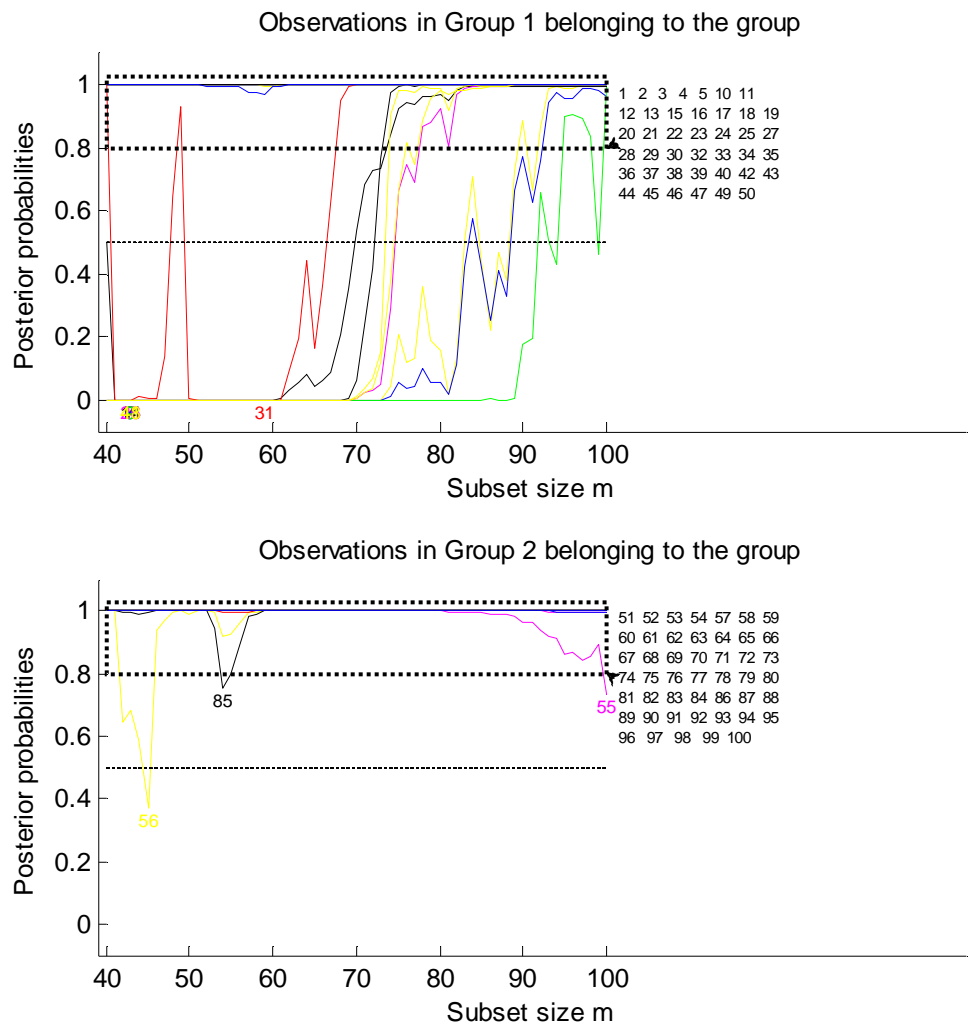 Observations in Group 1 belonging to the group
Posterior probabilities
1
0.8
0.6
0.4
0.2
0
1 2 3 4 5 10 11
12 13 15 16 17 18 19
20 21 22 23 24 25 27
28 29 30 32 33 34 35
36 37 38 39 40 42 43
44 45 46 47 49 50
31
40 50 60 70 80 90 100
Subset size m
Observations in Group 2 belonging to the group
Posterior probabilities
1
0.8
0.6
0.4
0.2
0
51 52 53 54 57 58 59
60 61 62 63 64 65 66
67 68 69 70 71 72 73
74 75 76 77 78 79 80
81 82 83 84 86 87 88
89 90 91 92 93 94 95
96 97 98 99 100
85
55
56
40 50 60 70 80 90 100
Subset size m